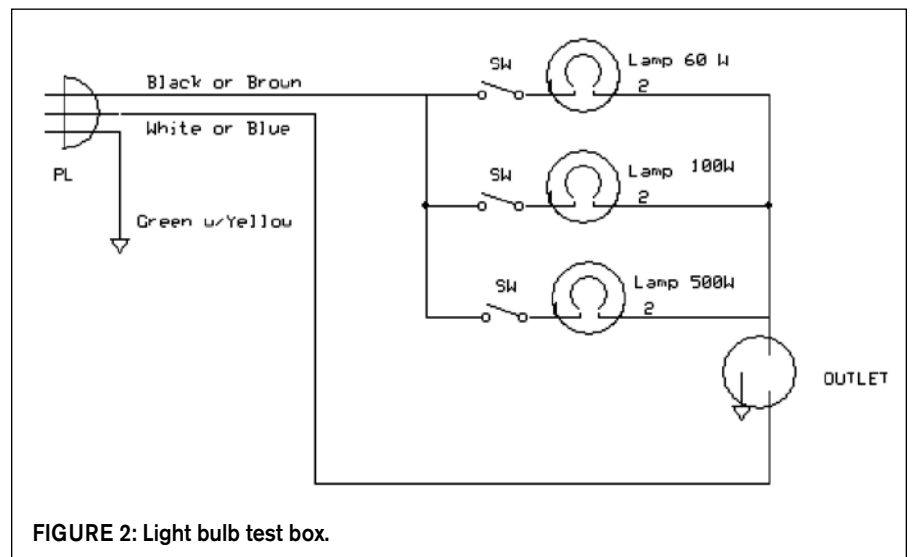 SW
Lamp 60 W
2
Black or Brown
White or Blue
PL
Green w/Yellow
SW
Lamp 100W
2
SW
Lamp 500W
2
OUTLET
FIGURE 2: Light bulb test box.